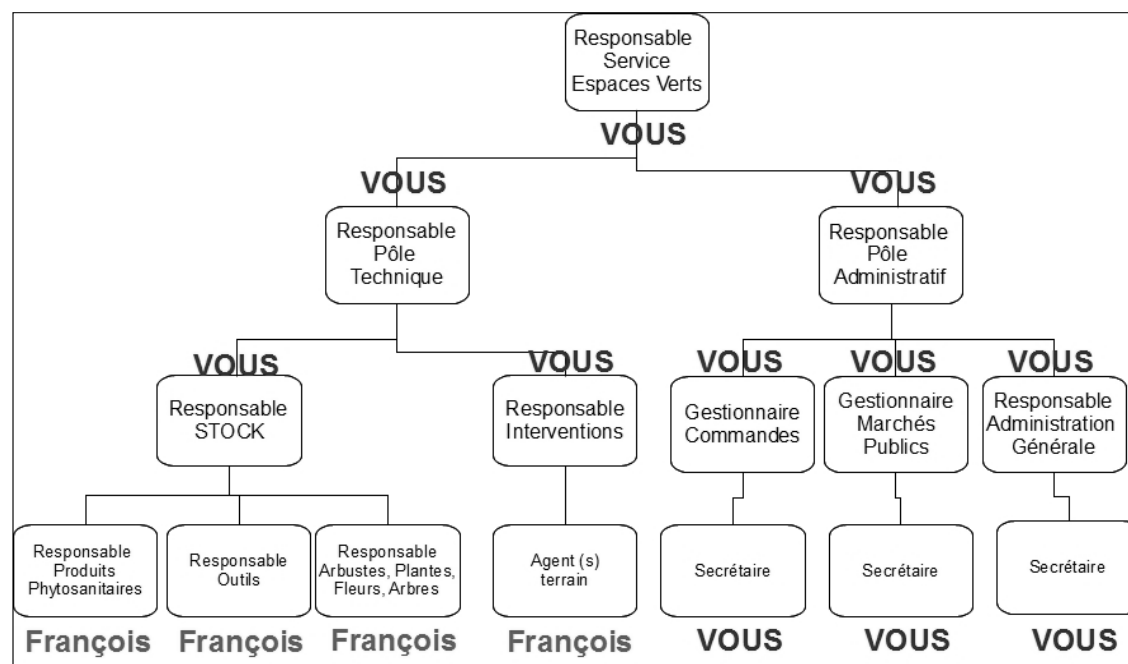 Responsable
Service
Espaces Verts
VOUS
VOUS
VOUS
Responsable
Pôle
Technique
Responsable
Pôle
Administratif
VOUS
VOUS
VOUS
VOUS
VOUS
Responsable
STOCK
Responsable
Interventions
Gestionnaire
Commandes
Gestionnaire
Marchés
Publics
Responsable
Administration
Générale
Responsable
Produits
Phytosanitaires
Responsable
Outils
Responsable
Arbustes, Plantes,
Fleurs, Arbres
Agent (s)
terrain
Secrétaire
Secrétaire
Secrétaire
François
François
François
François
VOUS
VOUS
VOUS